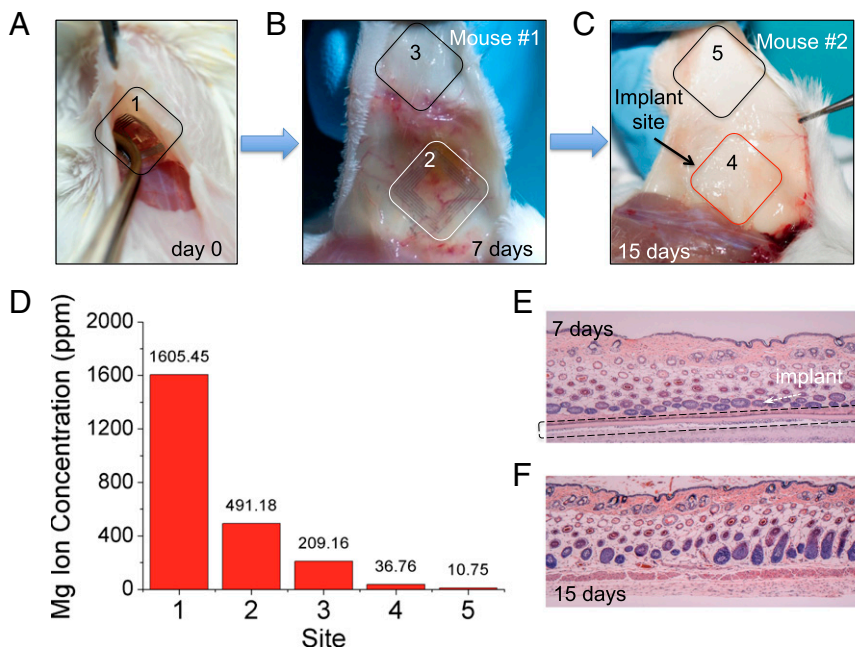 A
1
day 0
B
Mouse #1
3
2
7 days
C
Mouse #2
5
Implant
site
4
15 days
D
Mg Ion Concentration (ppm)
2000
1600
1200
800
400
0
1605.45
491.18
209.16
36.76
10.75
1 2 3 4 5
Site
E
7 days
implant
F
15 days